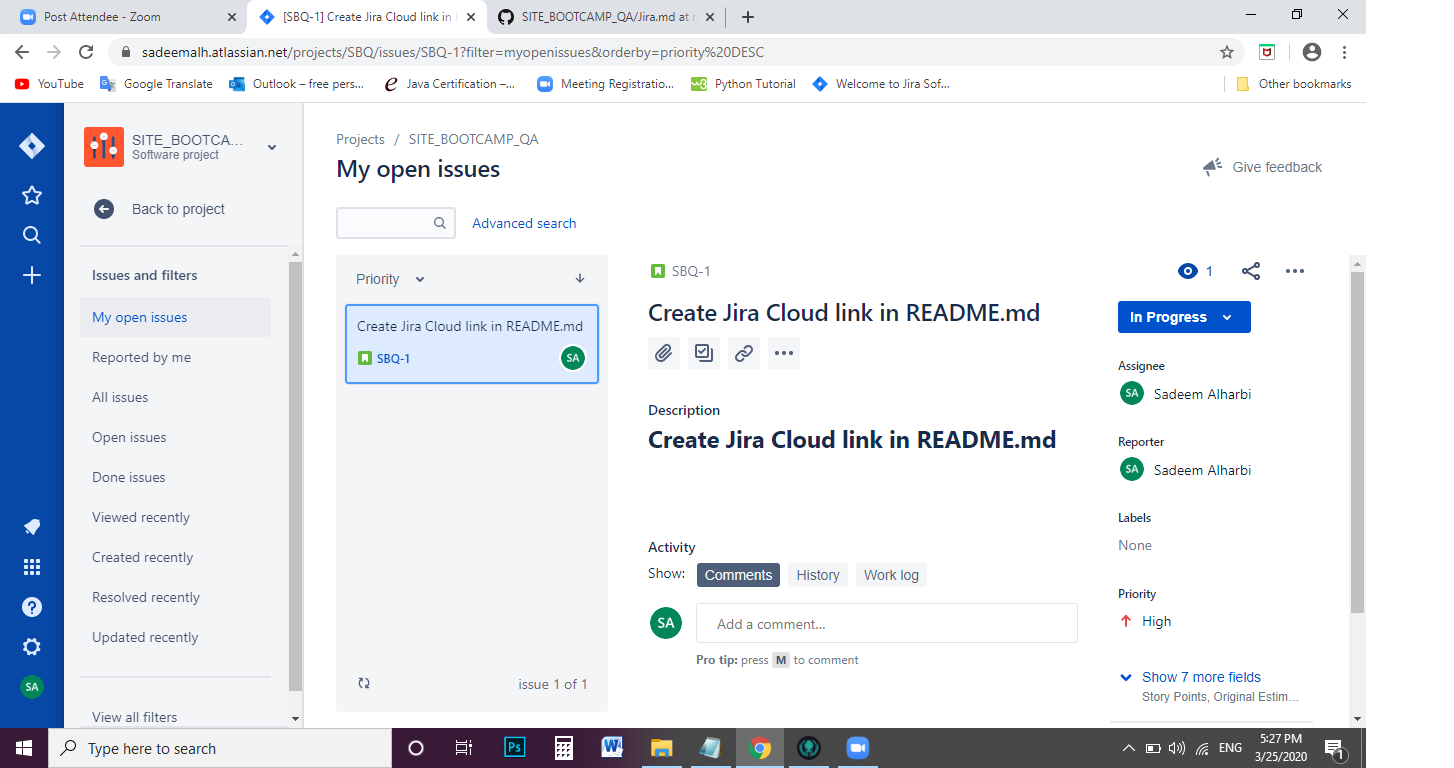 Post Attendee - Zoom
[SBQ-1] Create Jira Cloud link in
SITE_BOOTCAMP_QA/Jira.md at
sadeemalh.atlassian.net/projects/SBQ/issues/SBQ-1?filter=myopenissues&orderby=priority%20DESC
YouTube
Google Translate
Outlook – free pers...
Java Certification –...
Meeting Registratio...
Python Tutorial
Welcome to Jira Sof...
Other bookmarks
SITE_BOOTCA...
Software project
Back to project
Issues and filters
My open issues
Reported by me
All issues
Open issues
Done issues
Viewed recently
Created recently
Resolved recently
Updated recently
View all filters
SA
Projects / SITE_BOOTCAMP_QA
My open issues
Give feedback
Advanced search
Priority
Create Jira Cloud link in README.md
SBQ-1
SA
issue 1 of 1
SBQ-1
1
Create Jira Cloud link in README.md
Description
Create Jira Cloud link in README.md
Activity
Show: Comments History Work log
SA
Add a comment...
Pro tip: press M to comment
In Progress
Assignee
SA Sadeem Alharbi
Reporter
SA Sadeem Alharbi
Labels
None
Priority
High
Show 7 more fields
Story Points, Original Estim...
Type here to search
Ps
W
ENG
5:27 PM
3/25/2020
1